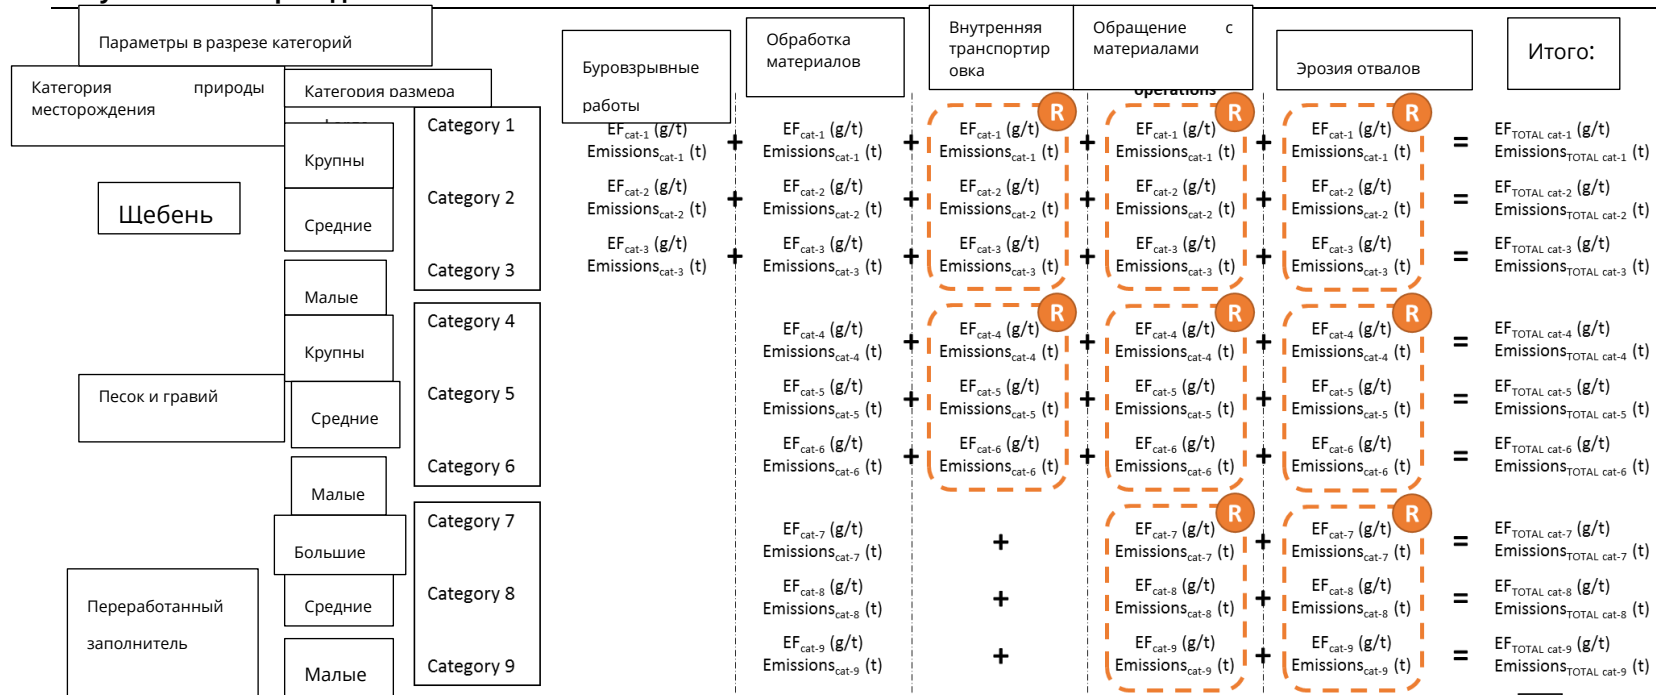 Параметры в разрезе категорий
Категория природы
месторождения
Категория размера
Буровзрывные
работы
Обработка
материалов
Внутренняя
транспортир
овка
Обращение с
материалами
operations
Эрозия отвалов
Итого:
Щебень
Крупны
Category 1
EFcat-1 (g/t) + EFcat-1 (g/t) + EFcat-1 (g/t) + EFcat-1 (g/t) + EFcat-1 (g/t) = EFTOTAL cat-1 (g/t)
Emissionscat-1 (t) Emissionscat-1 (t) Emissionscat-1 (t) Emissionscat-1 (t) Emissionscat-1 (t) EmissionsTOTAL cat-1 (t)
R R R
Средние
Category 2
EFcat-2 (g/t) + EFcat-2 (g/t) + EFcat-2 (g/t) + EFcat-2 (g/t) + EFcat-2 (g/t) = EFTOTAL cat-2 (g/t)
Emissionscat-2 (t) Emissionscat-2 (t) Emissionscat-2 (t) Emissionscat-2 (t) Emissionscat-2 (t) EmissionsTOTAL cat-2 (t)
Малые
Category 3
EFcat-3 (g/t) + EFcat-3 (g/t) + EFcat-3 (g/t) + EFcat-3 (g/t) + EFcat-3 (g/t) = EFTOTAL cat-3 (g/t)
Emissionscat-3 (t) Emissionscat-3 (t) Emissionscat-3 (t) Emissionscat-3 (t) Emissionscat-3 (t) EmissionsTOTAL cat-3 (t)
Песок и гравий
Крупны
Category 4
EFcat-4 (g/t) + EFcat-4 (g/t) + EFcat-4 (g/t) + EFcat-4 (g/t) = EFTOTAL cat-4 (g/t)
Emissionscat-4 (t) Emissionscat-4 (t) Emissionscat-4 (t) Emissionscat-4 (t) EmissionsTOTAL cat-4 (t)
R R R
Средние
Category 5
EFcat-5 (g/t) + EFcat-5 (g/t) + EFcat-5 (g/t) + EFcat-5 (g/t) = EFTOTAL cat-5 (g/t)
Emissionscat-5 (t) Emissionscat-5 (t) Emissionscat-5 (t) Emissionscat-5 (t) EmissionsTOTAL cat-5 (t)
Малые
Category 6
EFcat-6 (g/t) + EFcat-6 (g/t) + EFcat-6 (g/t) + EFcat-6 (g/t) = EFTOTAL cat-6 (g/t)
Emissionscat-6 (t) Emissionscat-6 (t) Emissionscat-6 (t) Emissionscat-6 (t) EmissionsTOTAL cat-6 (t)
Переработанный
заполнитель
Большие
Category 7
EFcat-7 (g/t) + EFcat-7 (g/t) + EFcat-7 (g/t) = EFTOTAL cat-7 (g/t)
Emissionscat-7 (t) Emissionscat-7 (t) Emissionscat-7 (t) EmissionsTOTAL cat-7 (t)
R R
Средние
Category 8
EFcat-8 (g/t) + EFcat-8 (g/t) + EFcat-8 (g/t) = EFTOTAL cat-8 (g/t)
Emissionscat-8 (t) Emissionscat-8 (t) Emissionscat-8 (t) EmissionsTOTAL cat-8 (t)
Малые
Category 9
EFcat-9 (g/t) + EFcat-9 (g/t) + EFcat-9 (g/t) = EFTOTAL cat-9 (g/t)
Emissionscat-9 (t) Emissionscat-9 (t) Emissionscat-9 (t) EmissionsTOTAL cat-9 (t)